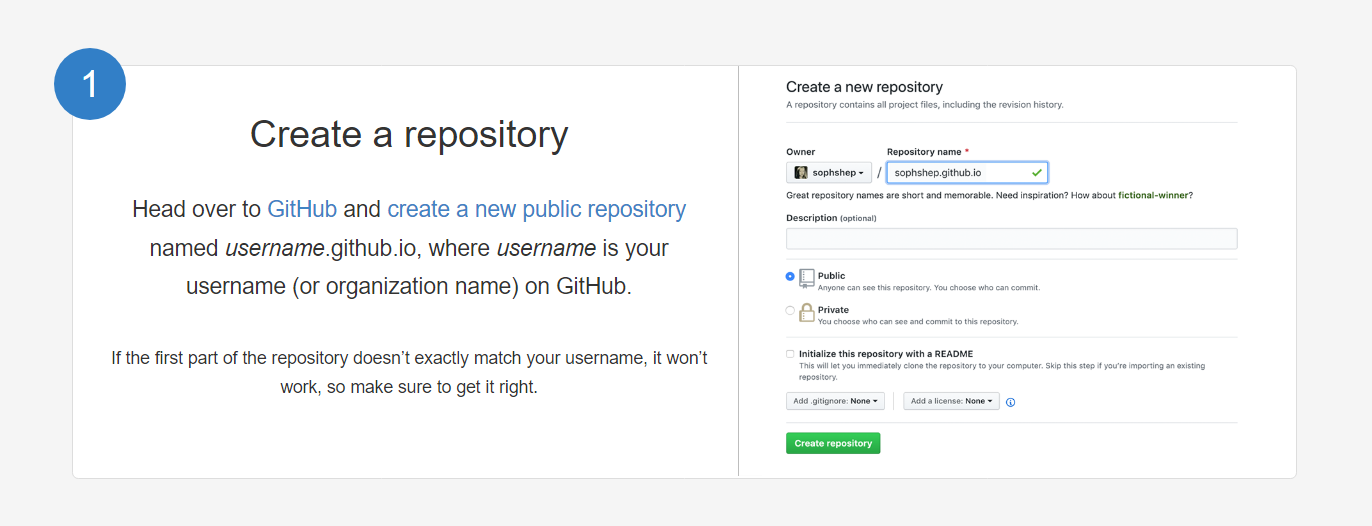 1
Create a repository
Head over to GitHub and create a new public repository
named username.github.io, where username is your
username (or organization name) on GitHub.
If the first part of the repository doesn’t exactly match your username, it won’t
work, so make sure to get it right.
Create a new repository
A repository contains all project files, including the revision history.
Owner Repository name *
sophshep / sophshep.github.io
Great repository names are short and memorable. Need inspiration? How about fictional-winner?
Description (optional)
Public
Anyone can see this repository. You choose who can commit.
Private
You choose who can see and commit to this repository.
Initialize this repository with a README
This will let you immediately clone the repository to your computer. Skip this step if you’re importing an existing
repository.
Add .gitignore: None Add a license: None
Create repository